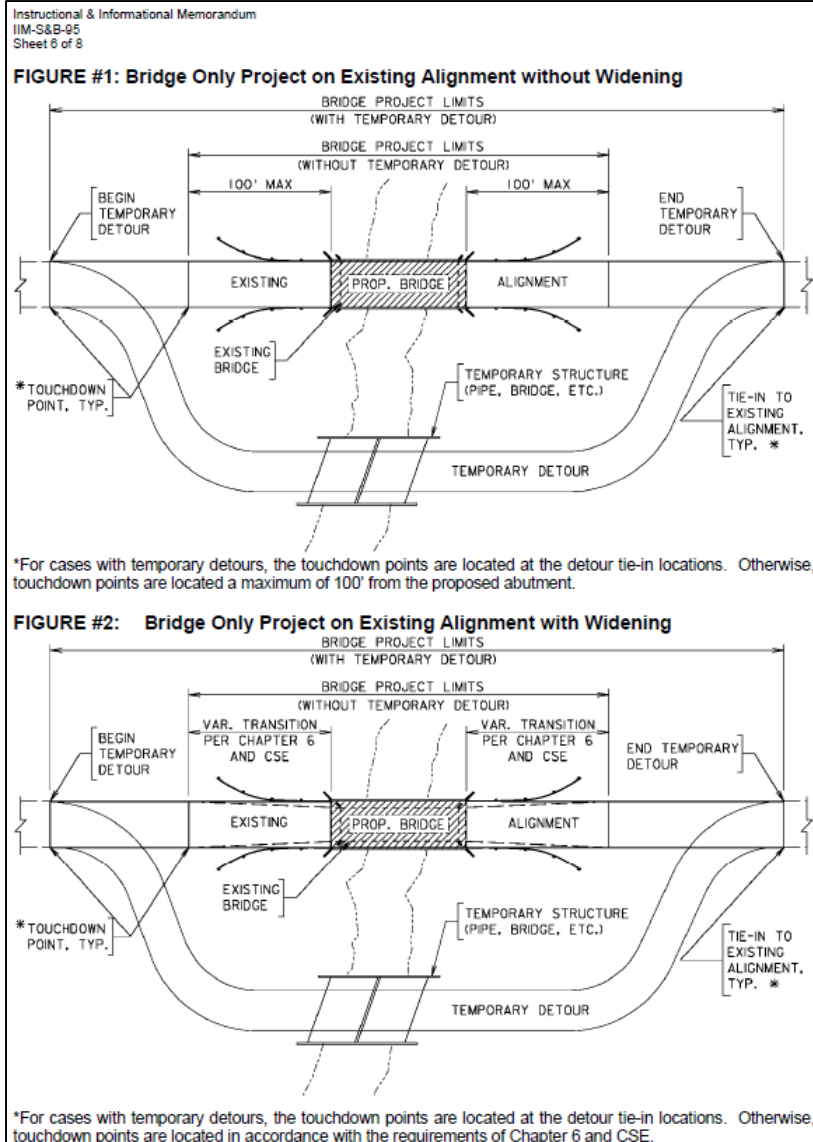 Instructional & Informational Memorandum
IIM-S&B-95
Sheet 6 of 8
FIGURE #1: Bridge Only Project on Existing Alignment without Widening
BRIDGE PROJECT LIMITS
(WITH TEMPORARY DETOUR)
BRIDGE PROJECT LIMITS
(WITHOUT TEMPORARY DETOUR)
100' MAX
100' MAX
BEGIN
TEMPORARY
DETOUR
END
TEMPORARY
DETOUR
EXISTING
PROP. BRIDGE
ALIGNMENT
EXISTING
BRIDGE
*TOUCHDOWN
POINT, TYP.
TEMPORARY STRUCTURE
(PIPE, BRIDGE, ETC.)
TIE-IN TO
EXISTING
ALIGNMENT,
TYP. *
TEMPORARY DETOUR
*For cases with temporary detours, the touchdown points are located at the detour tie-in locations. Otherwise,
touchdown points are located a maximum of 100' from the proposed abutment.
FIGURE #2: Bridge Only Project on Existing Alignment with Widening
BRIDGE PROJECT LIMITS
(WITH TEMPORARY DETOUR)
BRIDGE PROJECT LIMITS
(WITHOUT TEMPORARY DETOUR)
VAR. TRANSITION
PER CHAPTER 6
AND CSE
VAR. TRANSITION
PER CHAPTER 6
AND CSE
BEGIN
TEMPORARY
DETOUR
END TEMPORARY
DETOUR
EXISTING
PROP. BRIDGE
ALIGNMENT
EXISTING
BRIDGE
*TOUCHDOWN
POINT, TYP.
TEMPORARY STRUCTURE
(PIPE, BRIDGE, ETC.)
TIE-IN TO
EXISTING
ALIGNMENT,
TYP. *
TEMPORARY DETOUR
*For cases with temporary detours, the touchdown points are located at the detour tie-in locations. Otherwise,
touchdown points are located in accordance with the requirements of Chapter 6 and CSE.